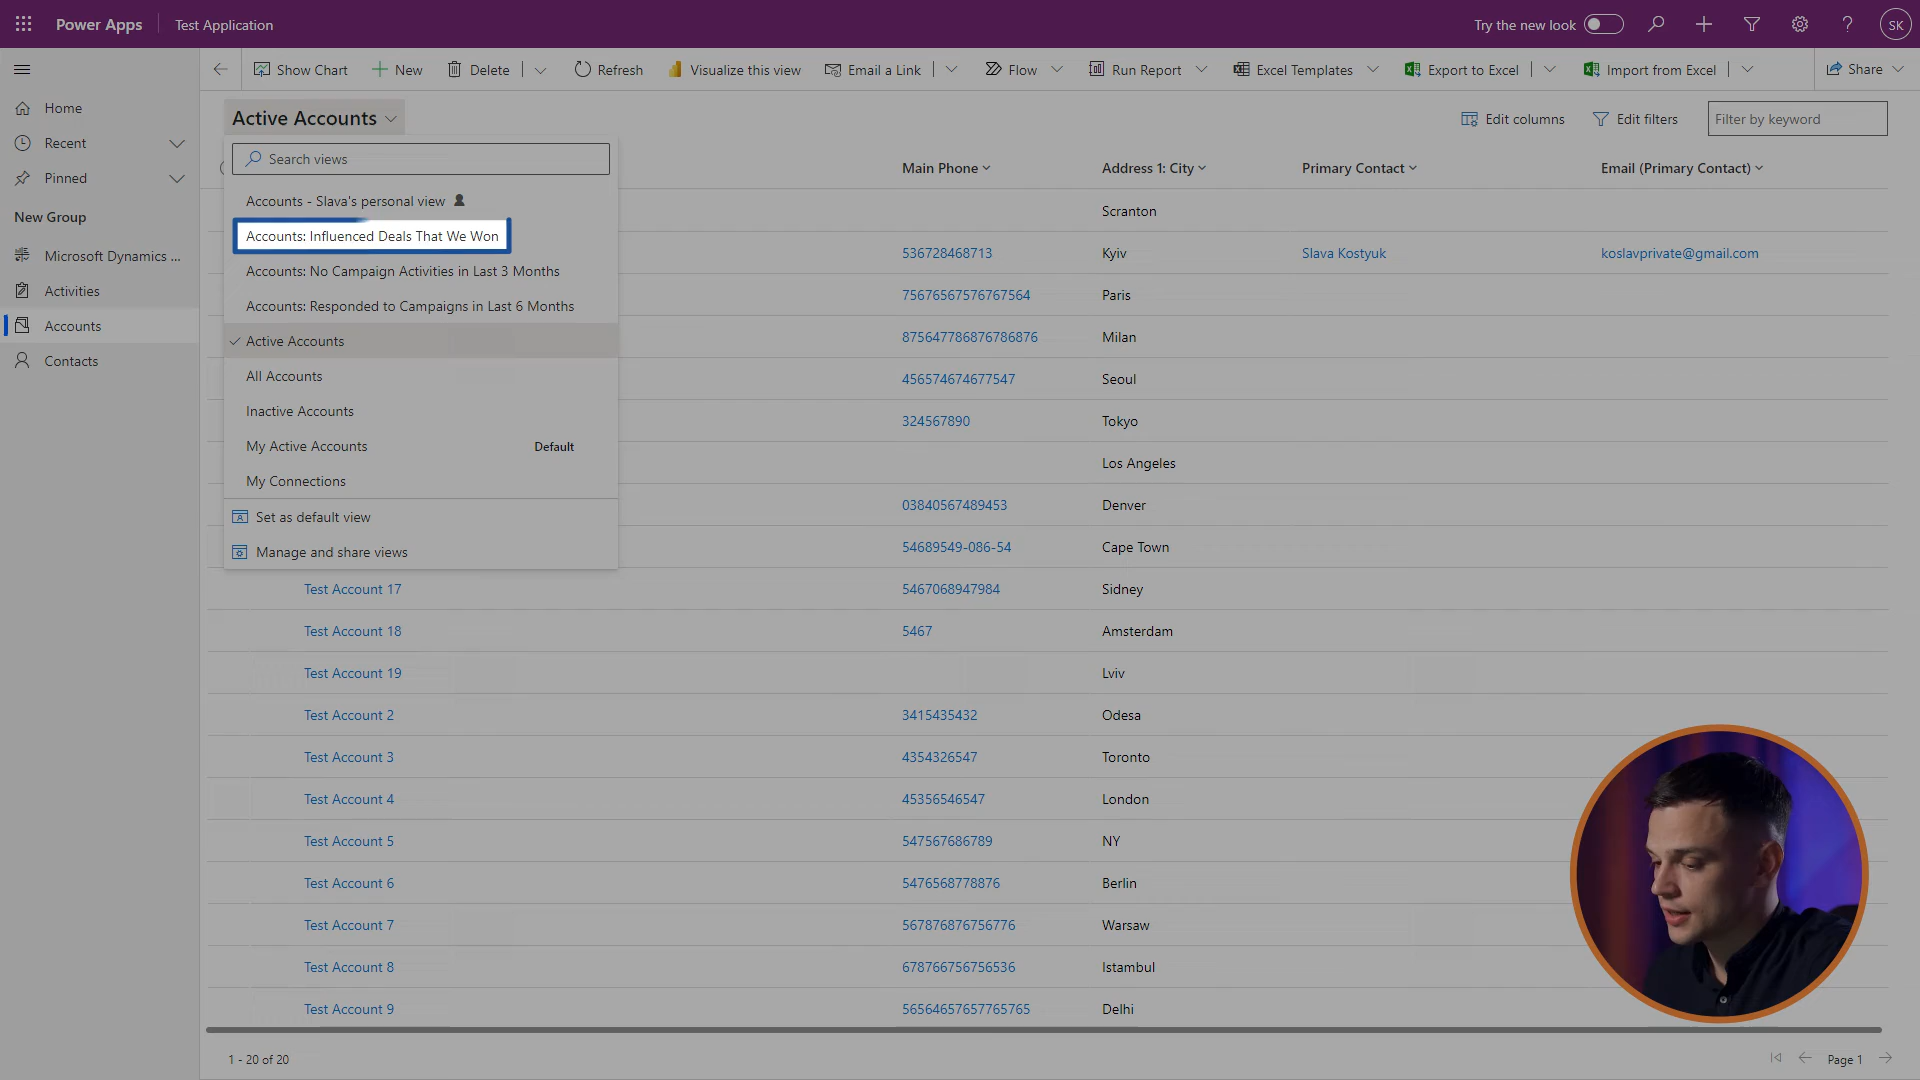 Power Apps Test Application Try the new look SK
Show Chart New Delete Refresh Visualize this view Email a Link Flow Run Report Excel Templates Export to Excel Import from Excel Share
Home
Recent
Pinned
New Group
Microsoft Dynamics ...
Activities
Accounts
Contacts
Active Accounts
Edit columns Edit filters Filter by keyword
Search views
Accounts - Slava's personal view
Accounts: Influenced Deals That We Won
Accounts: No Campaign Activities in Last 3 Months
Accounts: Responded to Campaigns in Last 6 Months
Active Accounts
All Accounts
Inactive Accounts
My Active Accounts Default
My Connections
Set as default view
Manage and share views
Main Phone Address 1: City Primary Contact Email (Primary Contact)
Scranton
536728468713 Kyiv Slava Kostyuk koslavprivate@gmail.com
75676567576767564 Paris
875647786876786876 Milan
456574674677547 Seoul
324567890 Tokyo
Los Angeles
03840567489453 Denver
54689549-086-54 Cape Town
Test Account 17 5467068947984 Sidney
Test Account 18 5467 Amsterdam
Test Account 19 Lviv
Test Account 2 3415435432 Odesa
Test Account 3 4354326547 Toronto
Test Account 4 45356546547 London
Test Account 5 547567686789 NY
Test Account 6 5476568778876 Berlin
Test Account 7 567876876756776 Warsaw
Test Account 8 678766756756536 Istambul
Test Account 9 56564657657765765 Delhi
1 - 20 of 20 Page 1